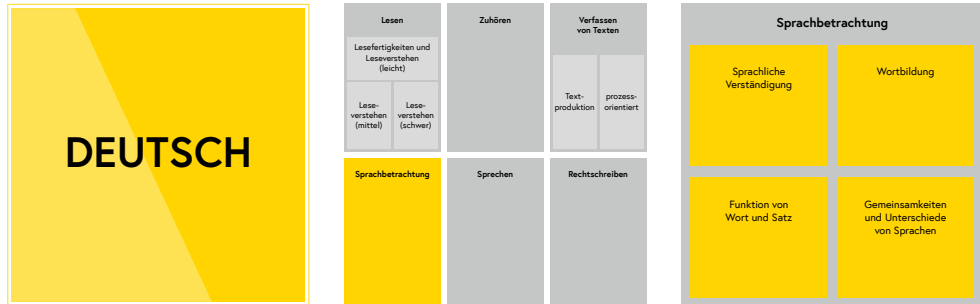 DEUTSCH
Lesen
Lesefertigkeiten und
Leseverstehen
(leicht)
Lese-
verstehen
(mittel)
Lese-
verstehen
(schwer)
Zuhören
Verfassen
von Texten
Text-
produktion
prozess-
orientiert
Sprachbetrachtung
Sprechen
Rechtschreiben
Sprachbetrachtung
Sprachliche
Verständigung
Wortbildung
Funktion von
Wort und Satz
Gemeinsamkeiten
und Unterschiede
von Sprachen